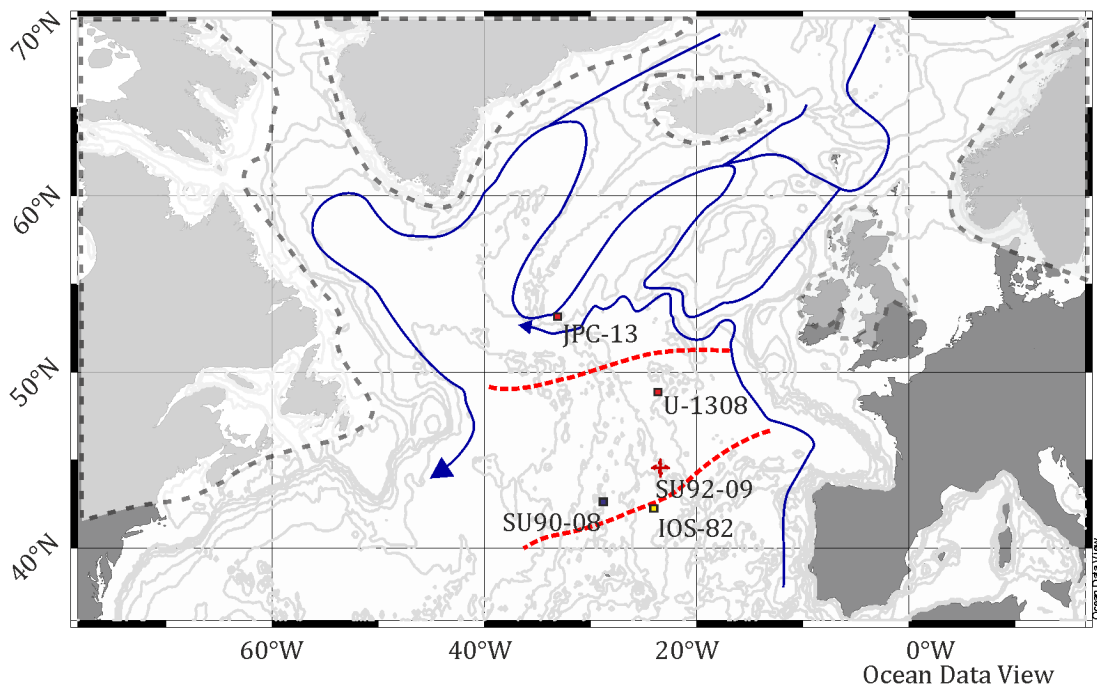 70°N
60°N
50°N
40°N
JPC-13
U-1308
SU92-09
SU90-08
IOS-82
60°W
40°W
20°W
0°W
Ocean Data View
Ocean Data View